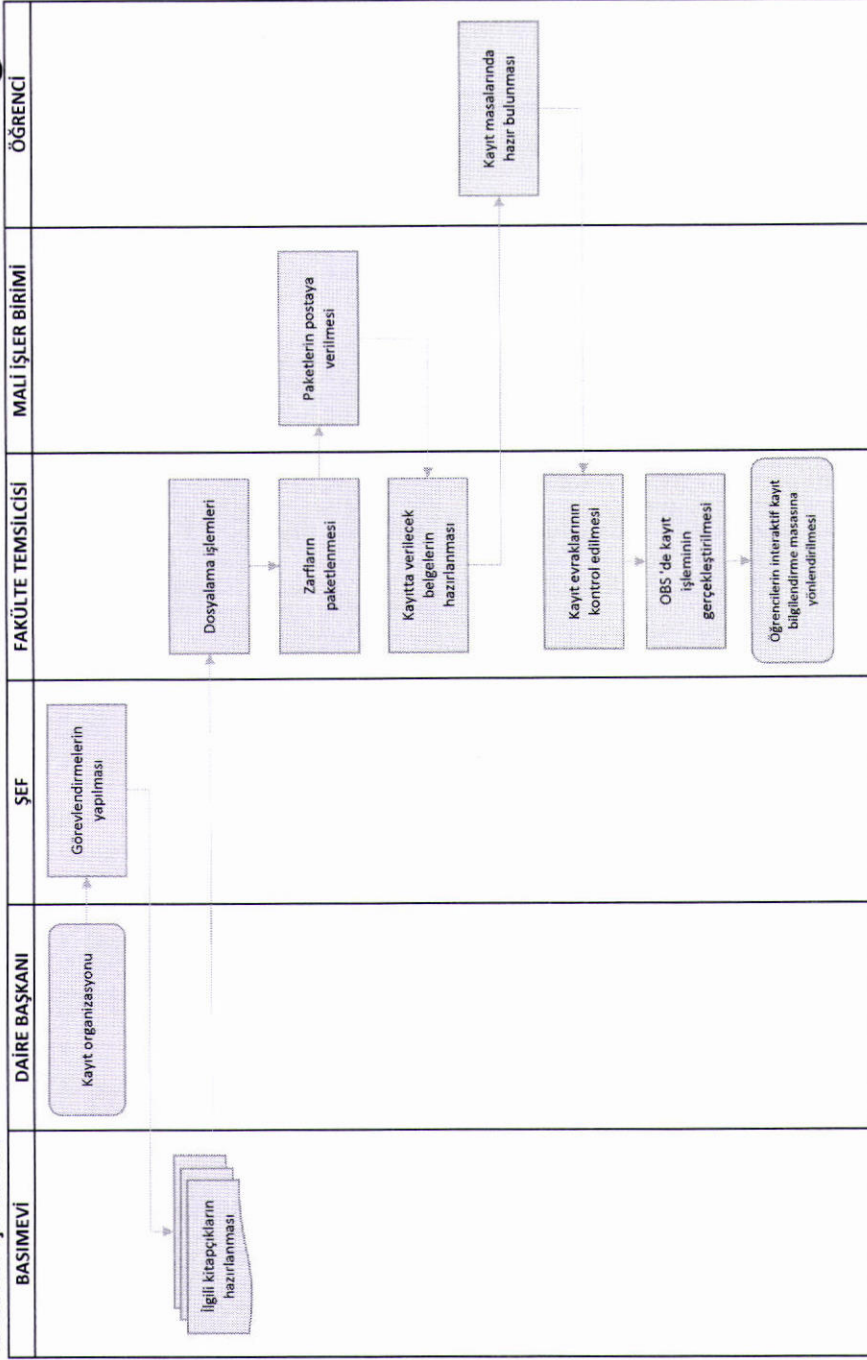 BASIMEVİ
DAİRE BAŞKANI
ŞEF
FAKÜLTE TEMSİLCİSİ
MALİ İŞLER BİRİMİ
ÖĞRENCİ
Kayıt organizasyonu
Görevlendirmelerin
yapılması
İlgili kitapçıkların
hazırlanması
Dosyalama işlemleri
Zarfların
paketlenmesi
Paketlerin postaya
verilmesi
Kayıtta verilecek
belgelerin
hazırlanması
Kayıt masalarında
hazır bulunması
Kayıt evraklarının
kontrol edilmesi
OBS 'de kayıt
işleminin
gerçekleştirilmesi
Öğrencilerin interaktif kayıt
bilgilendirme masasına
yönlendirilmesi